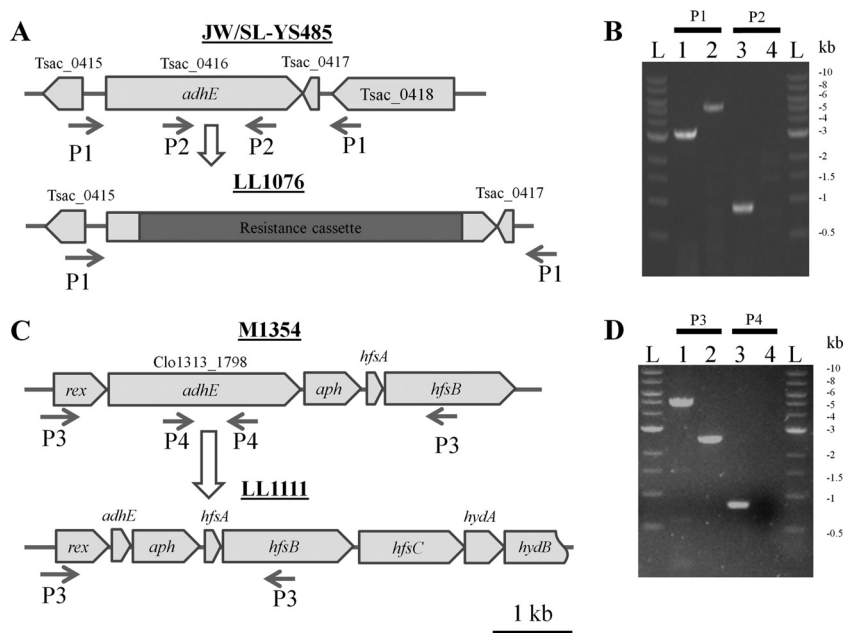 A
JW/SL-YS485
Tsac_0415
Tsac_0416
Tsac_0417
adhE
Tsac_0418
P1
P2
P2
P1
LL1076
Tsac_0415
Tsac_0417
Resistance cassette
P1
P1
B
P1
P2
L 1 2 3 4 L
kb
-10
-8
-6
-5
-4
-3
-2
-1.5
-1
-0.5
C
M1354
Clo1313_1798
hfsA
rex
adhE
aph
hfsB
P3
P4
P4
P3
LL1111
adhE
hfsA
hydA
rex
aph
hfsB
hfsC
hydB
P3
P3
1 kb
D
P3
P4
L 1 2 3 4 L
kb
-10
-8
-6
-5
-4
-3
-2
-1.5
-1
-0.5